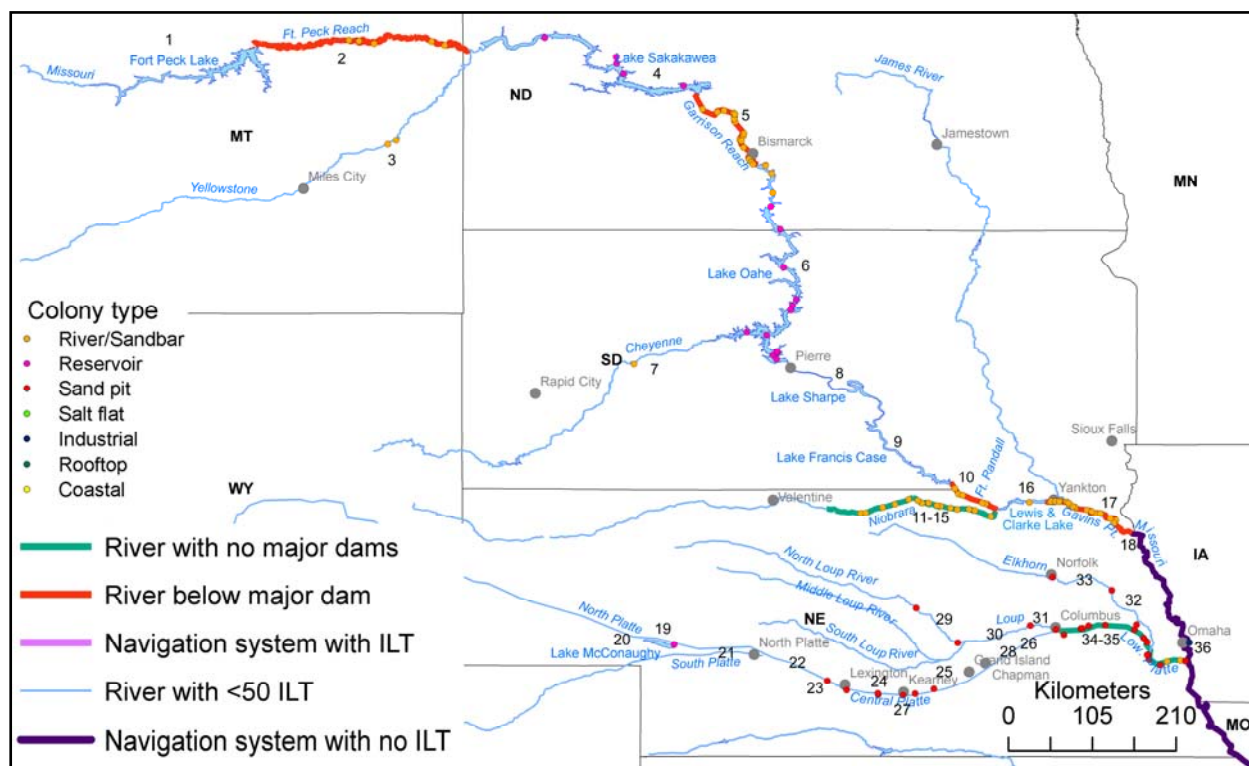 1
Ft. Peck Reach
Fort Peck Lake
2
Missouri
Lake Sakakawea
4
ND
James River
MT
Garrison Reach
5
Bismarck
Jamestown
3
Miles City
Yellowstone
MN
Lake Oahe
6
Colony type
River/Sandbar
Reservoir
Sand pit
Salt flat
Industrial
Rooftop
Coastal
Cheyenne
SD
7
Rapid City
Pierre
8
Lake Sharpe
Sioux Falls
9
Lake Francis Case
WY
10
Ft. Randall
16
Yankton
17
Valentine
Niobrara
11-15
Lewis &
Clarke Lake
Gavins Pt.
18
Missouri
IA
River with no major dams
River below major dam
Navigation system with ILT
River with <50 ILT
Navigation system with no ILT
North Loup River
Middle Loup River
South Loup River
Elkhorn
Norfolk
33
32
29
NE
Loup
31
Columbus
30
26
28
34-35
Low Platte
Omaha
36
North Platte
19
20
Lake McConaughy
South Platte
21
North Platte
22
25
Grand Island
Chapman
Lexington
23
24
Kearney
Central Platte
27
Kilometers
0 105 210
MO